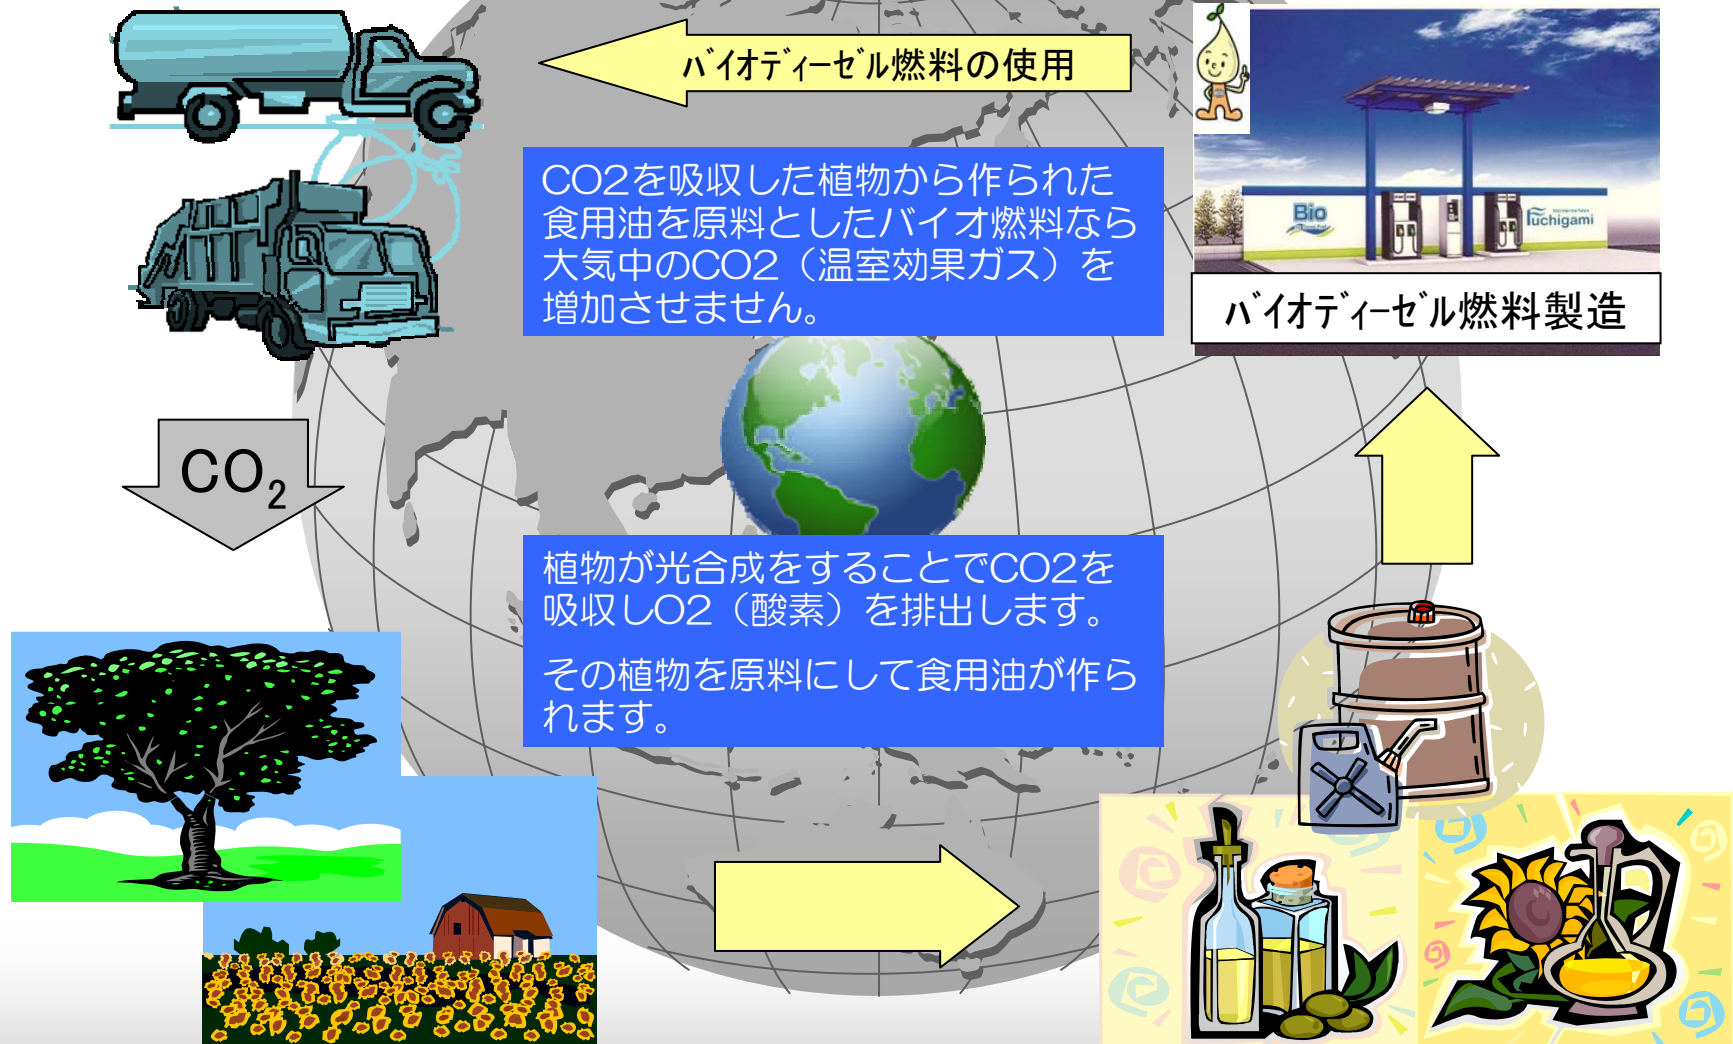 バイオディーゼル燃料の使用
CO2を吸収した植物から作られた
食用油を原料としたバイオ燃料なら
大気中のCO2（温室効果ガス）を
増加させません。
Bio
Fuchigami
バイオディーゼル燃料製造
CO₂
植物が光合成をすることでCO2を
吸収しO2（酸素）を排出します。
その植物を原料にして食用油が作ら
れます。